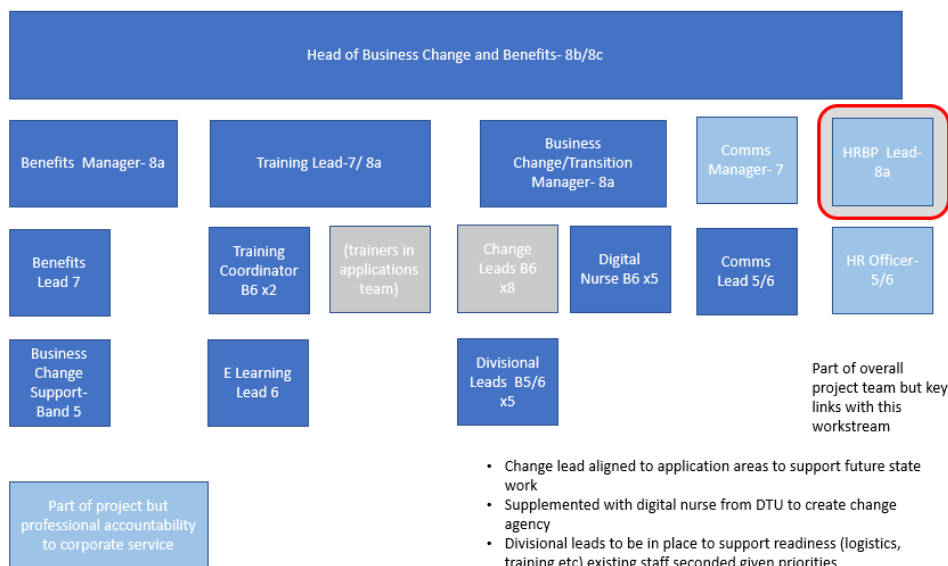 Head of Business Change and Benefits- 8b/8c
Benefits Manager- 8a
Training Lead-7/ 8a
Business
Change/Transition
Manager- 8a
Comms
Manager- 7
HRBP Lead-
8a
Benefits
Lead 7
Training
Coordinator
B6 x2
(trainers in
applications
team)
Change
Leads B6
x8
Digital
Nurse B6 x5
Comms
Lead 5/6
HR Officer-
5/6
Business
Change
Support-
Band 5
E Learning
Lead 6
Divisional
Leads B5/6
x5
Part of overall
project team but key
links with this
workstream
Part of project but
professional accountability
to corporate service
• Change lead aligned to application areas to support future state
work
• Supplemented with digital nurse from DTU to create change
agency
• Divisional leads to be in place to support readiness (logistics,
training etc) existing staff seconded given priorities